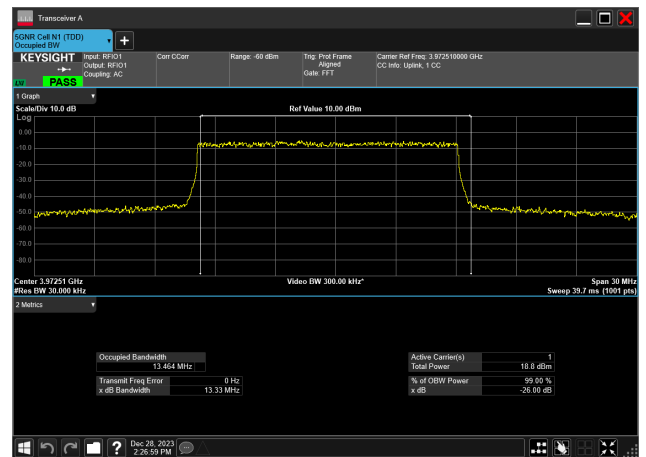 Transceiver A
5GNR Cell N1 (TDD)
Occupied BW
KEYSIGHT
PASS
Input: RFIO1
Output: RFIO1
Coupling: AC
Corr CCorr
Range: -60 dBm
Trig: Prot Frame
Aligned
Gate: FFT
Carrier Ref Freq: 3.972510000 GHz
CC Info: Uplink, 1 CC
1 Graph
Scale/Div 10.0 dB
Ref Value 10.00 dBm
Log
0.00
-10.0
-20.0
-30.0
-40.0
-50.0
-60.0
-70.0
-80.0
Center 3.97251 GHz
Video BW 300.00 kHz*
Span 30 MHz
#Res BW 30.000 kHz
Sweep 39.7 ms (1001 pts)
2 Metrics
Occupied Bandwidth
13.464 MHz
Active Carrier(s) 1
Total Power 18.8 dBm
Transmit Freq Error 0 Hz
x dB Bandwidth 13.33 MHz
% of OBW Power 99.00 %
x dB -26.00 dB
Dec 28, 2023
2:26:59 PM